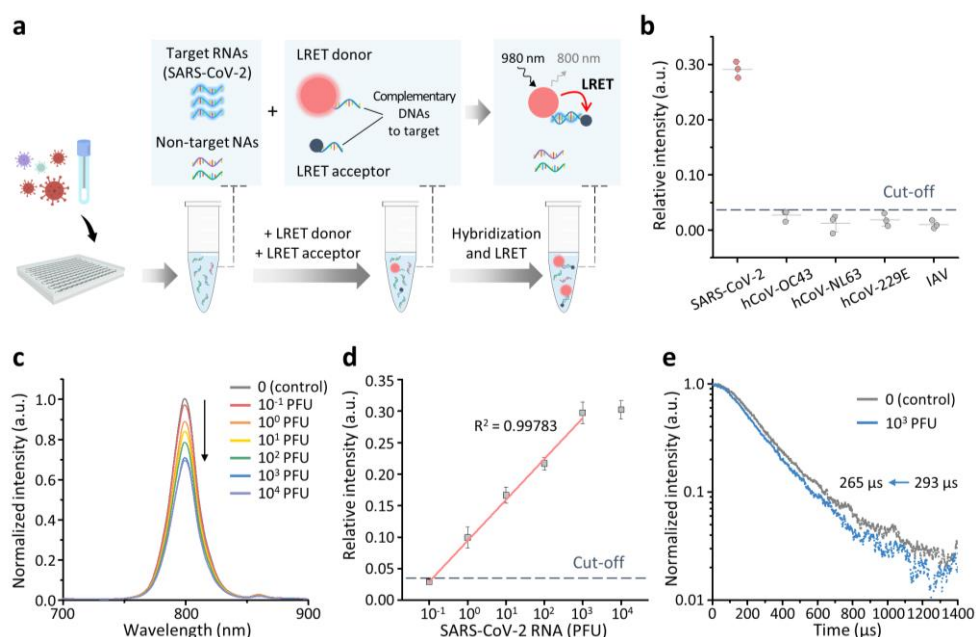 a
Target RNAs
(SARS-CoV-2)
Non-target NAs
+
LRET donor
Complementary
DNAs
to target
LRET acceptor
980 nm
800 nm
LRET
+ LRET donor
+ LRET acceptor
Hybridization
and LRET
b
Relative intensity (a.u.)
0.30
0.20
0.10
0.00
Cut-off
SARS-CoV-2
hCoV-OC43
hCoV-NL63
hCoV-229E
IAV
c
Normalized intensity (a.u.)
1.0
0.8
0.6
0.4
0.2
0.0
700
800
900
Wavelength (nm)
0 (control)
10⁻¹ PFU
10⁰ PFU
10¹ PFU
10² PFU
10³ PFU
10⁴ PFU
d
Relative intensity (a.u.)
0.35
0.30
0.25
0.20
0.15
0.10
0.05
0.00
R² = 0.99783
Cut-off
10⁻¹
10⁰
10¹
10²
10³
10⁴
SARS-CoV-2 RNA (PFU)
e
Normalized intensity (a.u.)
1.0
0.1
0.01
0 (control)
10³ PFU
265 µs ← 293 µs
0 200 400 600 800 1000 1200 1400
Time (µs)